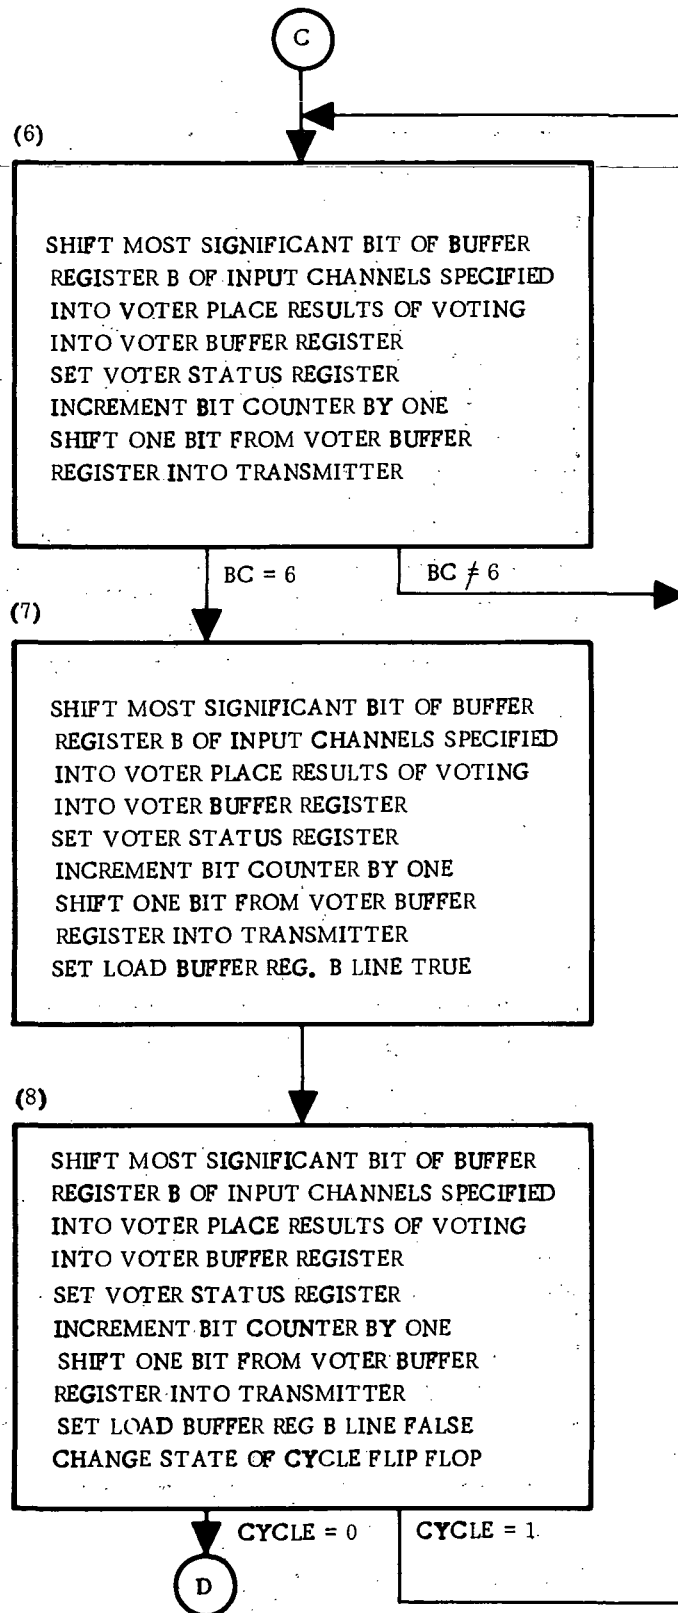 C
(6)
SHIFT MOST SIGNIFICANT BIT OF BUFFER
REGISTER B OF INPUT CHANNELS SPECIFIED
INTO VOTER PLACE RESULTS OF VOTING
INTO VOTER BUFFER REGISTER
SET VOTER STATUS REGISTER
INCREMENT BIT COUNTER BY ONE
SHIFT ONE BIT FROM VOTER BUFFER
REGISTER INTO TRANSMITTER
BC = 6
BC ≠ 6
(7)
SHIFT MOST SIGNIFICANT BIT OF BUFFER
REGISTER B OF INPUT CHANNELS SPECIFIED
INTO VOTER PLACE RESULTS OF VOTING
INTO VOTER BUFFER REGISTER
SET VOTER STATUS REGISTER
INCREMENT BIT COUNTER BY ONE
SHIFT ONE BIT FROM VOTER BUFFER
REGISTER INTO TRANSMITTER
SET LOAD BUFFER REG. B LINE TRUE
(8)
SHIFT MOST SIGNIFICANT BIT OF BUFFER
REGISTER B OF INPUT CHANNELS SPECIFIED
INTO VOTER PLACE RESULTS OF VOTING
INTO VOTER BUFFER REGISTER
SET VOTER STATUS REGISTER
INCREMENT BIT COUNTER BY ONE
SHIFT ONE BIT FROM VOTER BUFFER
REGISTER INTO TRANSMITTER
SET LOAD BUFFER REG B LINE FALSE
CHANGE STATE OF CYCLE FLIP FLOP
CYCLE = 0
CYCLE = 1
D